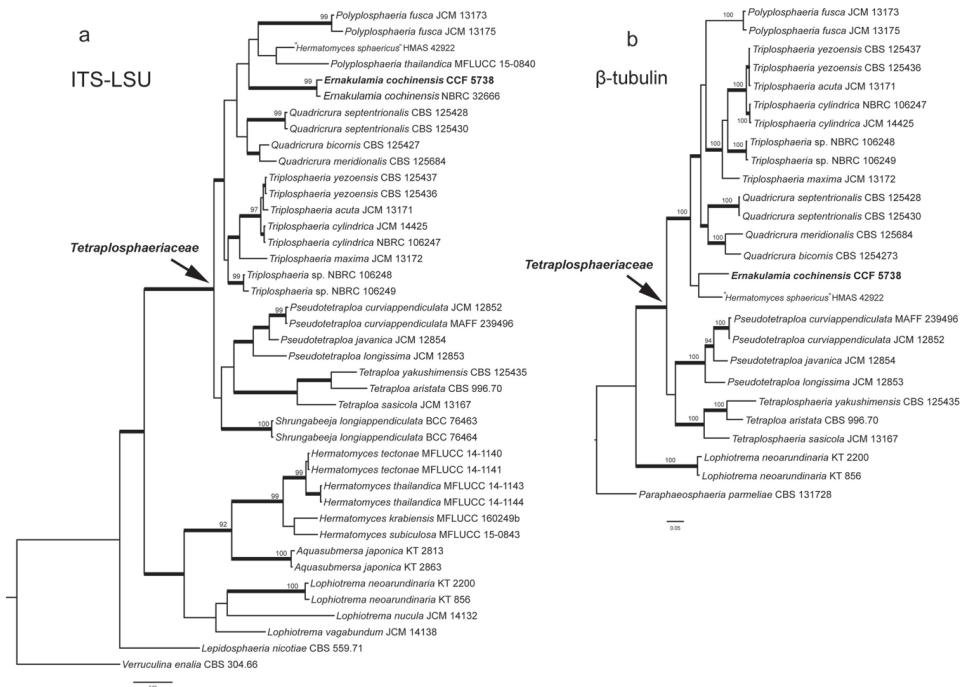 a
ITS-LSU
99
Polyplosphaeria fusca JCM 13173
Polyplosphaeria fusca JCM 13175
"Hermatomyces sphaericus" HMAS 42922
Polyplosphaeria thailandica MFLUCC 15-0840
99
Ernakulamia cochinensis CCF 5738
Ernakulamia cochinensis NBRC 32666
99
Quadricrura septentrionalis CBS 125428
Quadricrura septentrionalis CBS 125430
Quadricrura bicornis CBS 125427
Quadricrura meridionalis CBS 125684
Triplosphaeria yezoensis CBS 125437
Triplosphaeria yezoensis CBS 125436
97
Triplosphaeria acuta JCM 13171
Triplosphaeria cylindrica JCM 14425
Triplosphaeria cylindrica NBRC 106247
Triplosphaeria maxima JCM 13172
99
Triplosphaeria sp. NBRC 106248
Triplosphaeria sp. NBRC 106249
Tetraplosphaeriaceae
99
Pseudotetraploa curviappendiculata JCM 12852
Pseudotetraploa curviappendiculata MAFF 239496
Pseudotetraploa javanica JCM 12854
Pseudotetraploa longissima JCM 12853
Tetraploa yakushimensis CBS 125435
Tetraploa aristata CBS 996.70
Tetraploa sasicola JCM 13167
100
Shrungabeeja longiappendiculata BCC 76463
Shrungabeeja longiappendiculata BCC 76464
Hermatomyces tectonae MFLUCC 14-1140
99
Hermatomyces tectonae MFLUCC 14-1141
Hermatomyces thailandica MFLUCC 14-1143
99
Hermatomyces thailandica MFLUCC 14-1144
Hermatomyces krabiensis MFLUCC 160249b
92
Hermatomyces subiculosa MFLUCC 15-0843
100
Aquasubmersa japonica KT 2813
Aquasubmersa japonica KT 2863
100
Lophiotrema neoarundinaria KT 2200
Lophiotrema neoarundinaria KT 856
Lophiotrema nucula JCM 14132
Lophiotrema vagabundum JCM 14138
Lepidosphaeria nicotiae CBS 559.71
Verruculina enalia CBS 304.66
b
β-tubulin
100
Polyplosphaeria fusca JCM 13173
Polyplosphaeria fusca JCM 13175
Triplosphaeria yezoensis CBS 125437
Triplosphaeria yezoensis CBS 125436
100
Triplosphaeria acuta JCM 13171
Triplosphaeria cylindrica NBRC 106247
100
Triplosphaeria cylindrica JCM 14425
100
100
Triplosphaeria sp. NBRC 106248
Triplosphaeria sp. NBRC 106249
Triplosphaeria maxima JCM 13172
100
Quadricrura septentrionalis CBS 125428
100
Quadricrura septentrionalis CBS 125430
100
Quadricrura meridionalis CBS 125684
Quadricrura bicornis CBS 1254273
Ernakulamia cochinensis CCF 5738
"Hermatomyces sphaericus" HMAS 42922
Tetraplosphaeriaceae
100
Pseudotetraploa curviappendiculata MAFF 239496
94
Pseudotetraploa curviappendiculata JCM 12852
100
Pseudotetraploa javanica JCM 12854
Pseudotetraploa longissima JCM 12853
100
Tetraplosphaeria yakushimensis CBS 125435
100
Tetraploa aristata CBS 996.70
Tetraplosphaeria sasicola JCM 13167
100
Lophiotrema neoarundinaria KT 2200
Lophiotrema neoarundinaria KT 856
Paraphaeosphaeria parmeliae CBS 131728
0.05